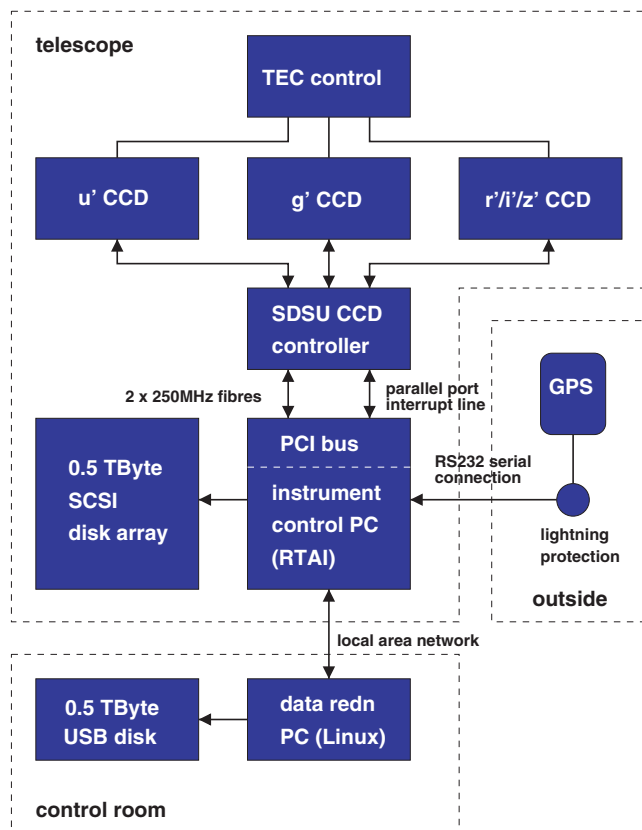 telescope
TEC control
u' CCD
g' CCD
r'/i'/z' CCD
SDSU CCD
controller
2 x 250MHz fibres
parallel port
interrupt line
GPS
PCI bus
0.5 TByte
SCSI
disk array
instrument
control PC
(RTAI)
RS232 serial
connection
lightning
protection
outside
local area network
0.5 TByte
USB disk
data redn
PC (Linux)
control room